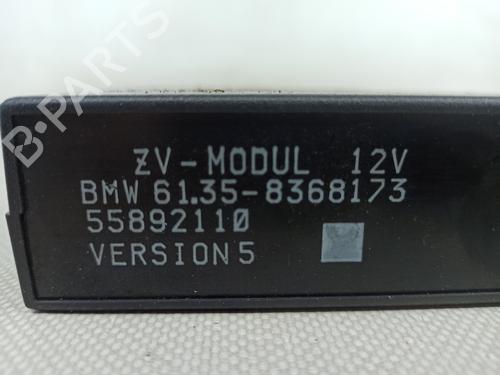 B-PARTS
ZV-MODUL 12V
BMW 61.35-8368173
55892110
VERSION 5